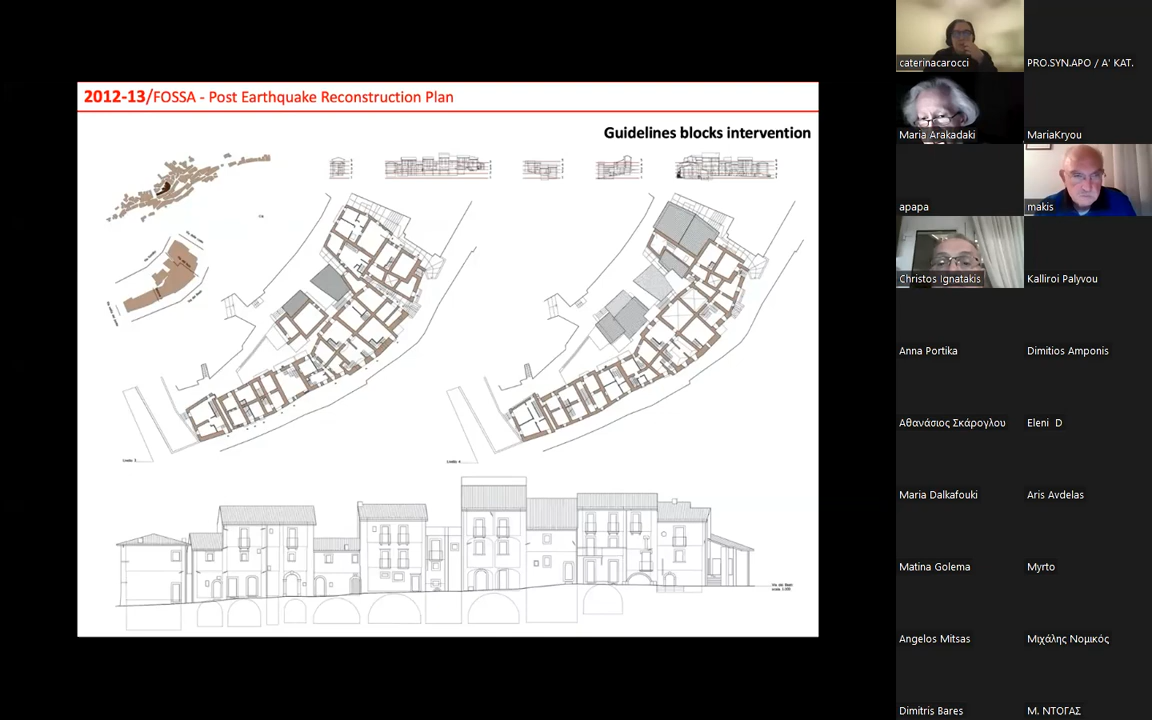 2012-13/FOSSA - Post Earthquake Reconstruction Plan
Guidelines blocks intervention
caterinacarocci
PRO.SYN.APO / A' KAT.
Maria Arakadaki
MariaKryou
apapa
makis
Christos Ignatakis
Kalliroi Palyvou
Anna Portika
Dimitios Amponis
Αθανάσιος Σκάρογλου
Eleni D
Maria Dalkafouki
Aris Avdelas
Matina Golema
Myrto
Angelos Mitsas
Μιχάλης Νομικός
Dimitris Bares
Μ. ΝΤΟΓΑΣ